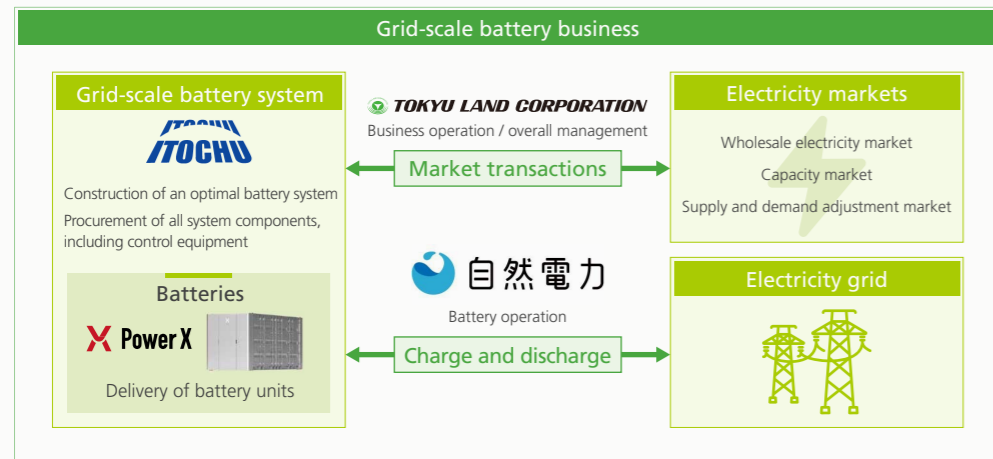 Grid-scale battery business
Grid-scale battery system
ITOCHU
ITOCHU
Construction of an optimal battery system
Procurement of all system components,
including control equipment
Batteries
Power X
Delivery of battery units
TOKYU LAND CORPORATION
Business operation / overall management
Market transactions
自然電力
Battery operation
Charge and discharge
Electricity markets
Wholesale electricity market
Capacity market
Supply and demand adjustment market
Electricity grid